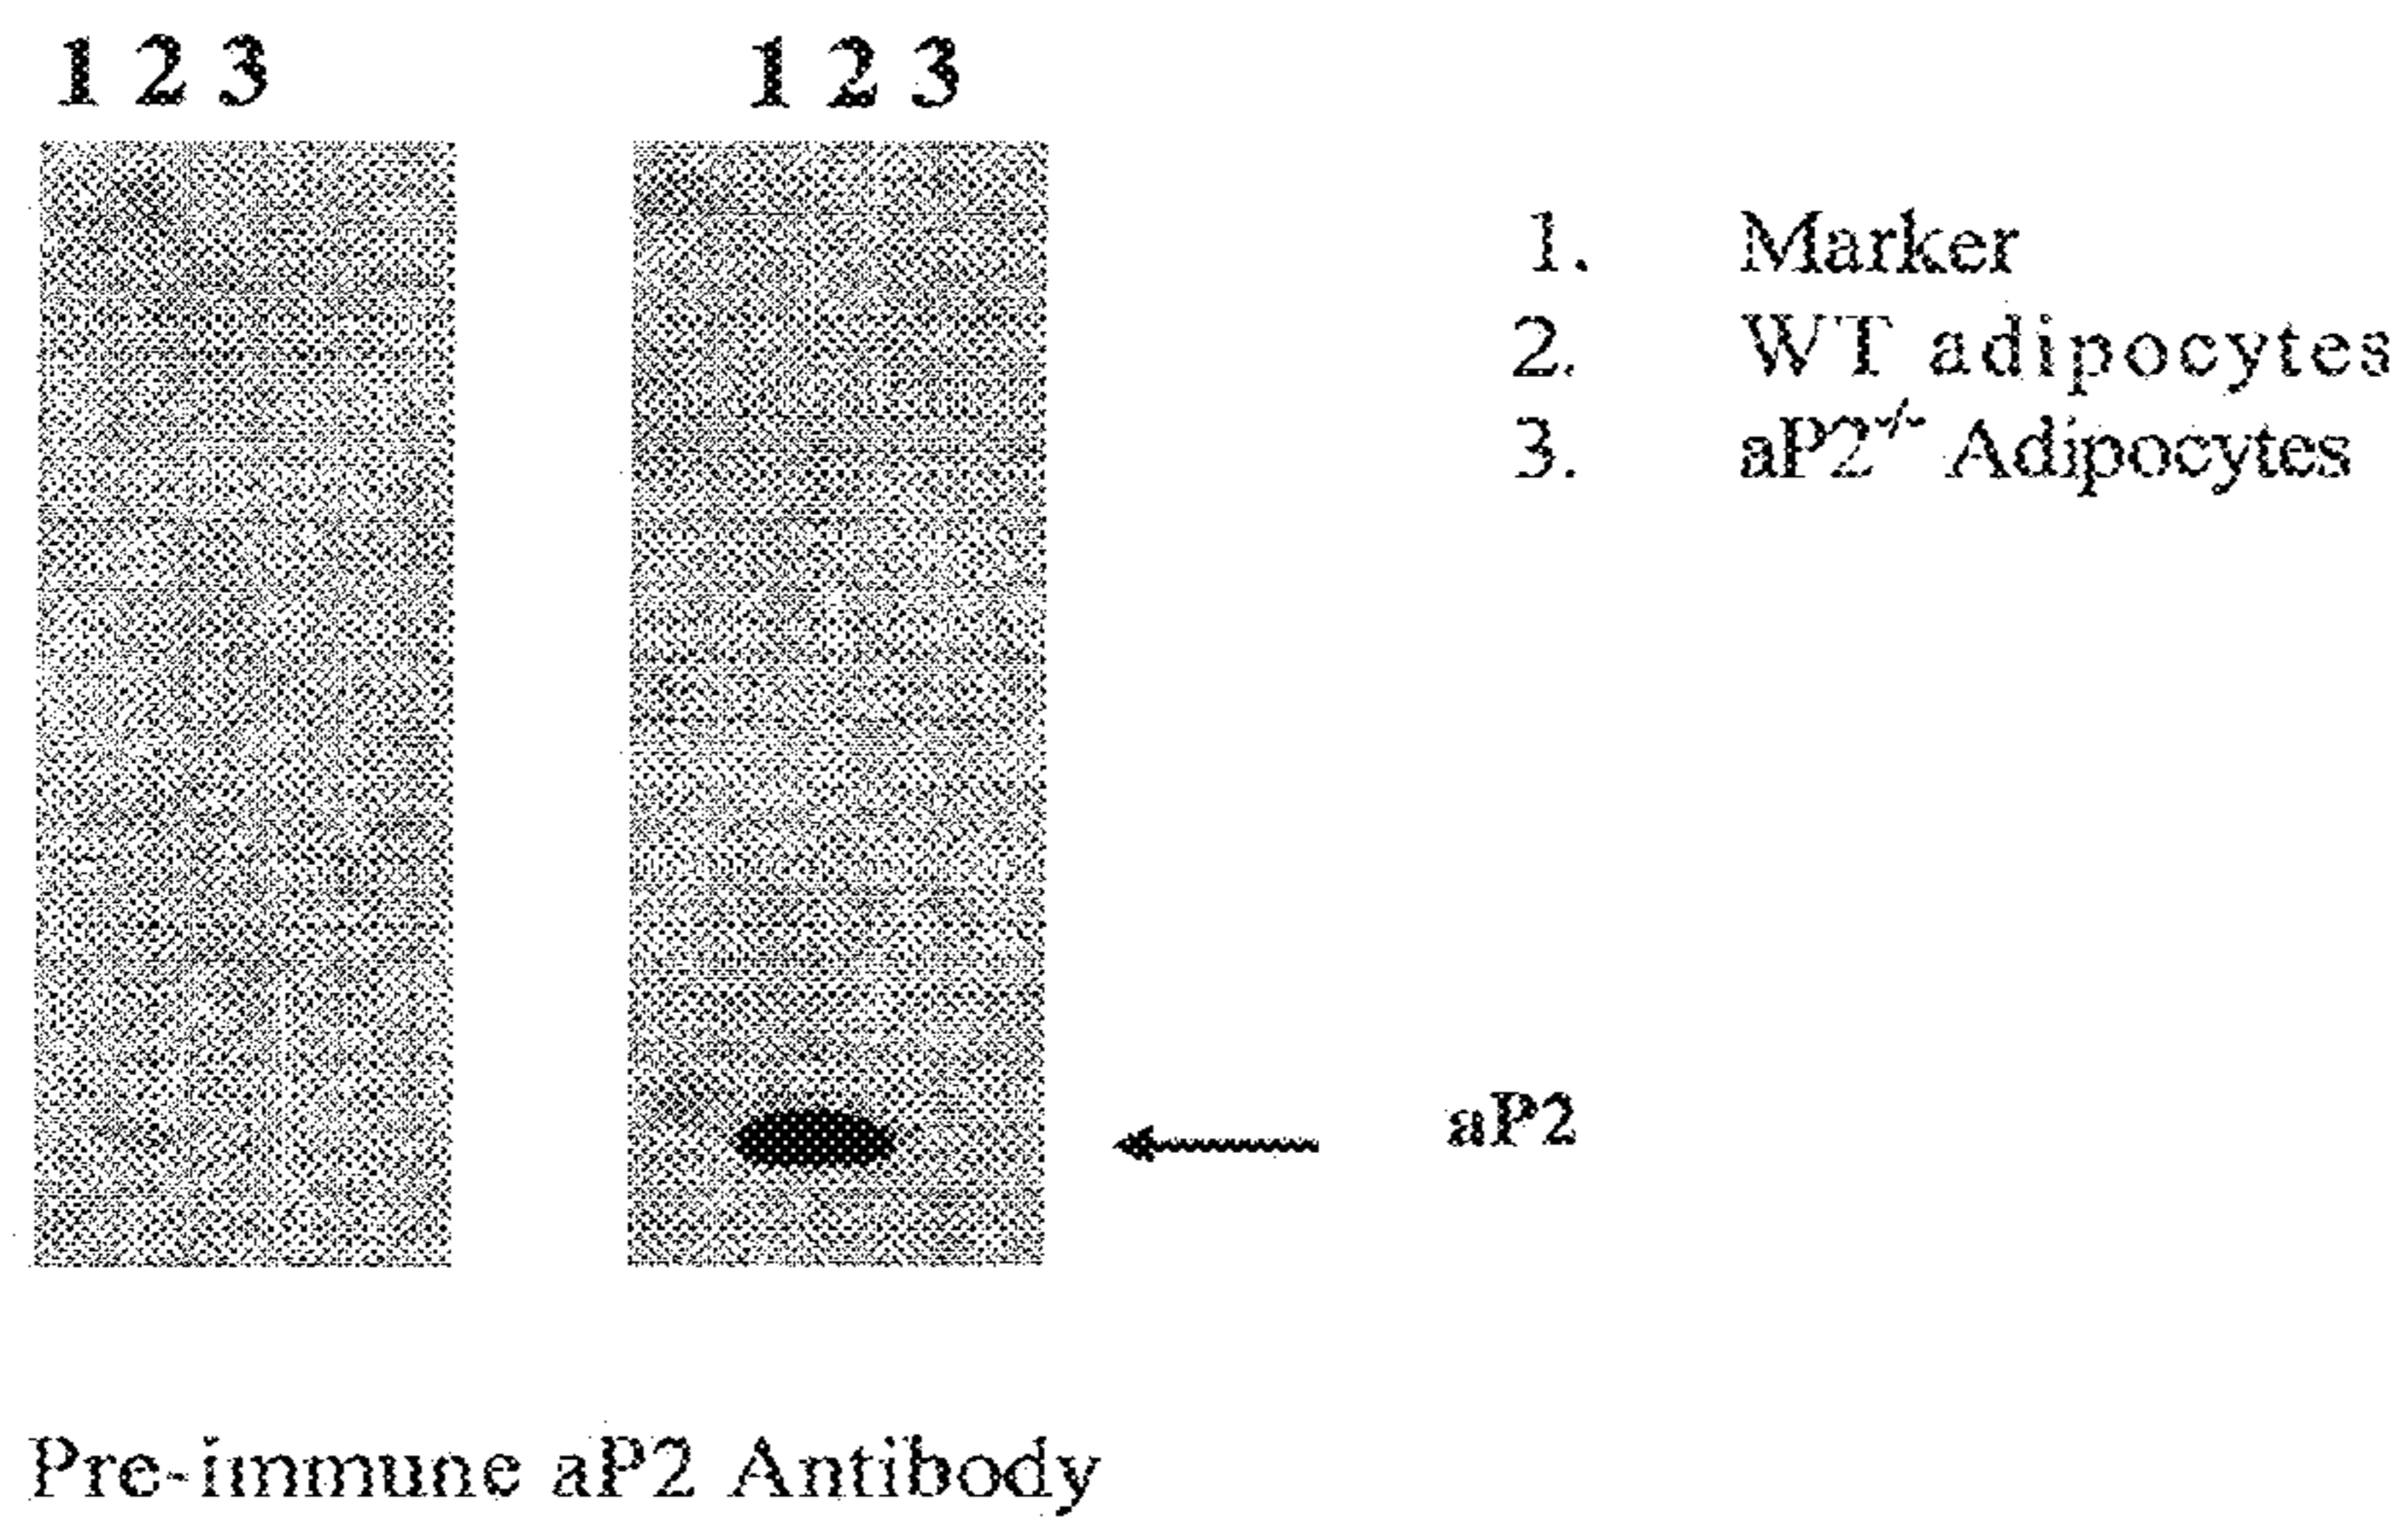 1 2 3 1 2 3
1. Marker
2. WT adipocytes
3. aP2-/- Adipocytes
aP2
Pre-immune aP2 Antibody